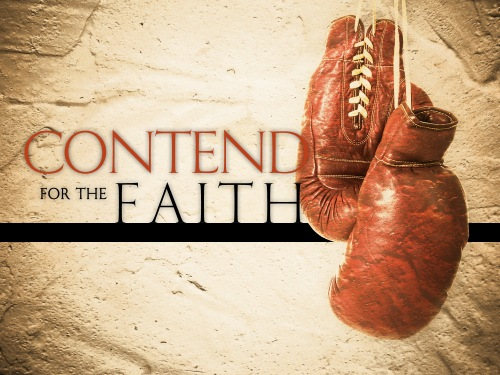 CONTEND
FOR THE FAITH